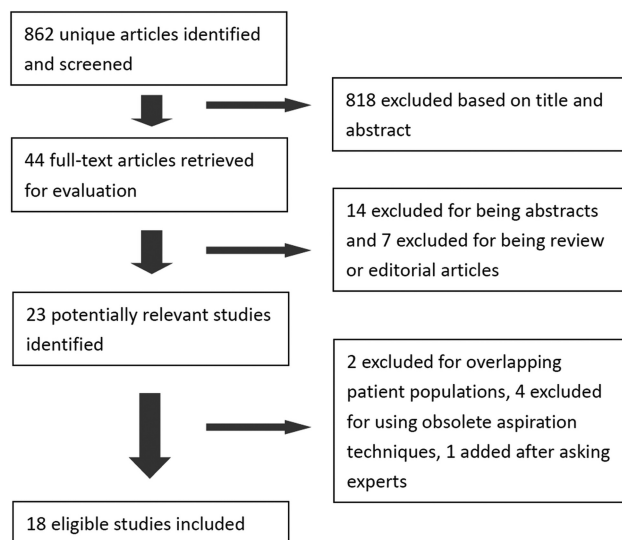 862 unique articles identified
and screened
818 excluded based on title and
abstract
44 full-text articles retrieved
for evaluation
14 excluded for being abstracts
and 7 excluded for being review
or editorial articles
23 potentially relevant studies
identified
2 excluded for overlapping
patient populations, 4 excluded
for using obsolete aspiration
techniques, 1 added after asking
experts
18 eligible studies included